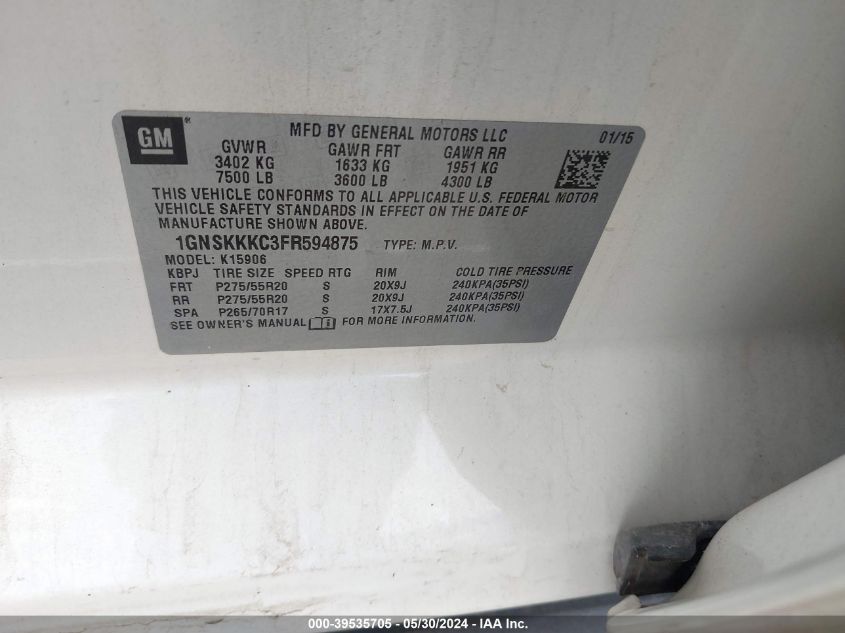 GM®
MFD BY GENERAL MOTORS LLC 01/15
GVWR GAWR FRT GAWR RR
3402 KG 1633 KG 1951 KG
7500 LB 3600 LB 4300 LB
THIS VEHICLE CONFORMS TO ALL APPLICABLE U.S. FEDERAL MOTOR
VEHICLE SAFETY STANDARDS IN EFFECT ON THE DATE OF
MANUFACTURE SHOWN ABOVE.
1GNSKKKC3FR594875 TYPE: M.P.V.
MODEL: K15906
KBPJ TIRE SIZE SPEED RTG RIM COLD TIRE PRESSURE
FRT P275/55R20 S 20X9J 240KPA(35PSI)
RR P275/55R20 S 20X9J 240KPA(35PSI)
SPA P265/70R17 S 17X7.5J 240KPA(35PSI)
SEE OWNER'S MANUAL FOR MORE INFORMATION.
000-39535705 - 05/30/2024 - IAA Inc.